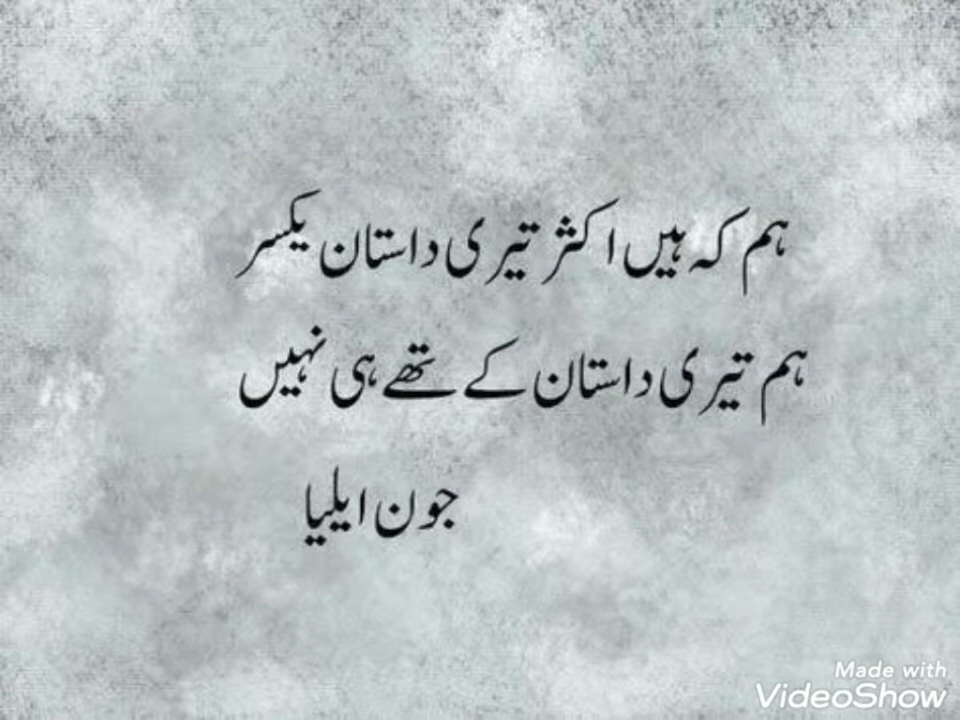 ہم کہ ہیں اکثر تیری داستان یکسر
ہم تیری داستان کے تھے ہی نہیں
جون ایلیا
Made with
VideoShow